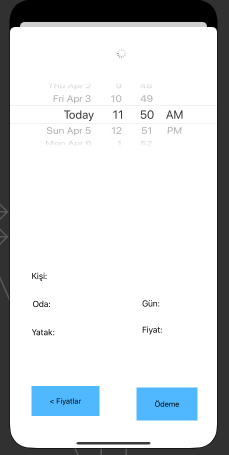 Thu Apr 2 9 48
Fri Apr 3 10 49
Today 11 50 AM
Sun Apr 5 12 51 PM
Mon Apr 6 1 52
Kişi:
Oda: Gün:
Yatak: Fiyat:
< Fiyatlar Ödeme